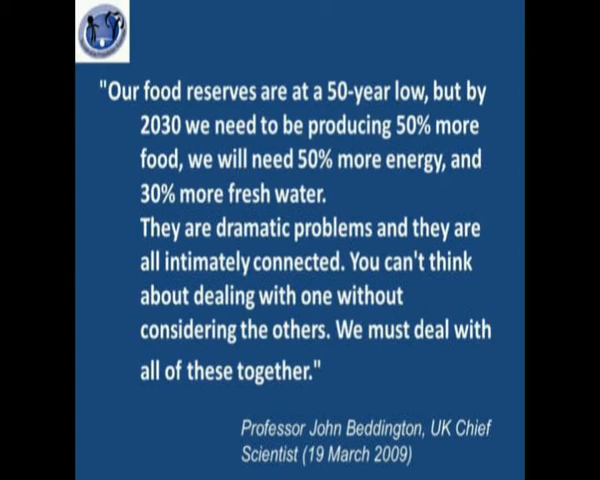 "Our food reserves are at a 50-year low, but by
2030 we need to be producing 50% more
food, we will need 50% more energy, and
30% more fresh water.
They are dramatic problems and they are
all intimately connected. You can't think
about dealing with one without
considering the others. We must deal with
all of these together."
Professor John Beddington, UK Chief
Scientist (19 March 2009)